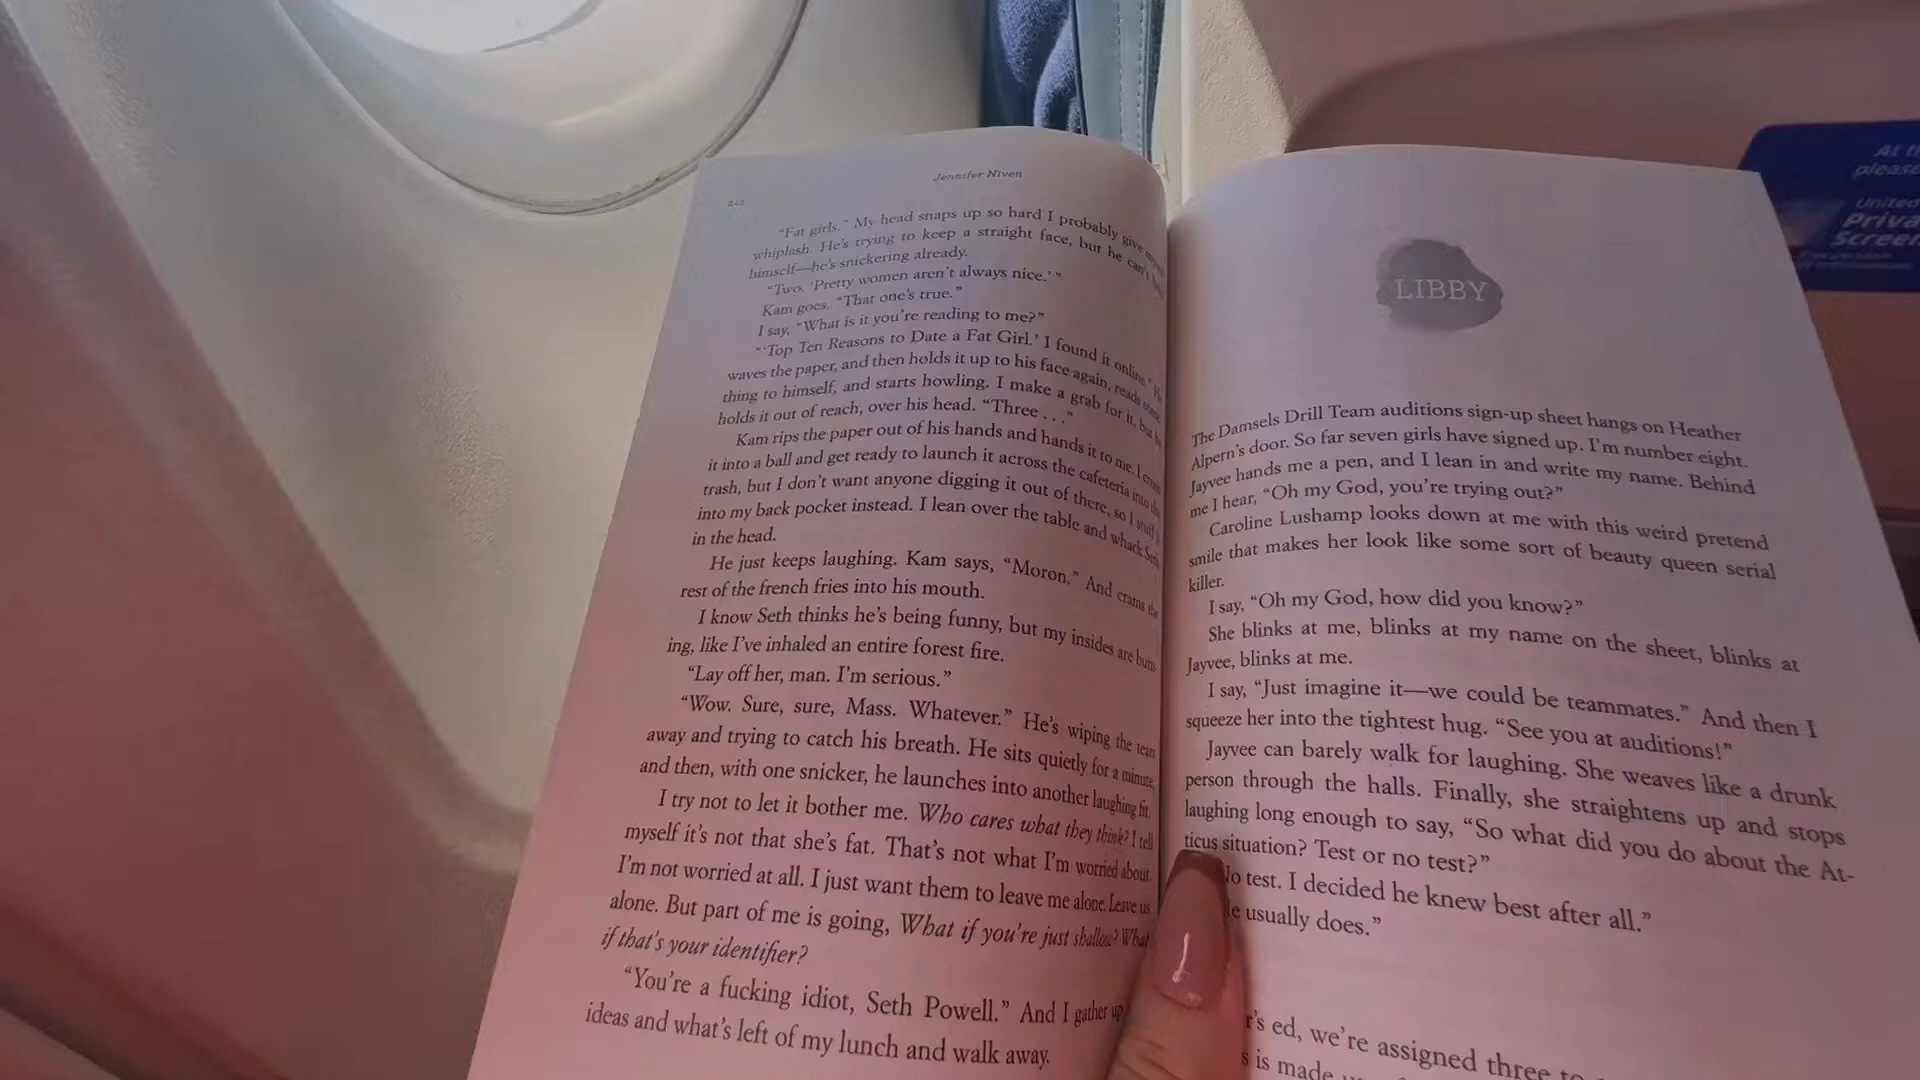 Jennifer Niven
"Fat girls." My head snaps up so hard I probably give
whiplash. He's trying to keep a straight face, but he can't
himself—he's snickering already.
"Two. 'Pretty women aren't always nice.' "
Kam goes, "That one's true."
I say, "What is it you're reading to me?"
"'Top Ten Reasons to Date a Fat Girl.' I found it online."
waves the paper, and then holds it up to his face again, reads
thing to himself, and starts howling. I make a grab for it, but
holds it out of reach, over his head. "Three . . ."
Kam rips the paper out of his hands and hands it to me. I
it into a ball and get ready to launch it across the cafeteria into the
trash, but I don't want anyone digging it out of there, so I stuff
into my back pocket instead. I lean over the table and whack Seth
in the head.
He just keeps laughing. Kam says, "Moron." And crams the
rest of the french fries into his mouth.
I know Seth thinks he's being funny, but my insides are burn-
ing, like I've inhaled an entire forest fire.
"Lay off her, man. I'm serious."
"Wow. Sure, sure, Mass. Whatever." He's wiping the tears
away and trying to catch his breath. He sits quietly for a minute,
and then, with one snicker, he launches into another laughing fit.
I try not to let it bother me. Who cares what they think? I tell
myself it's not that she's fat. That's not what I'm worried about.
I'm not worried at all. I just want them to leave me alone. Leave us
alone. But part of me is going, What if you're just shallow? What
if that's your identifier?
"You're a fucking idiot, Seth Powell." And I gather up
ideas and what's left of my lunch and walk away.
LIBBY
The Damsels Drill Team auditions sign-up sheet hangs on Heather
Alpern's door. So far seven girls have signed up. I'm number eight.
Jayvee hands me a pen, and I lean in and write my name. Behind
me I hear, "Oh my God, you're trying out?"
Caroline Lushamp looks down at me with this weird pretend
smile that makes her look like some sort of beauty queen serial
killer.
I say, "Oh my God, how did you know?"
She blinks at me, blinks at my name on the sheet, blinks at
Jayvee, blinks at me.
I say, "Just imagine it—we could be teammates." And then I
squeeze her into the tightest hug. "See you at auditions!"
Jayvee can barely walk for laughing. She weaves like a drunk
person through the halls. Finally, she straightens up and stops
laughing long enough to say, "So what did you do about the At-
ticus situation? Test or no test?"
test. I decided he knew best after all."
usually does."
ed, we're assigned three
is made
At
please
United
Priva
Screen